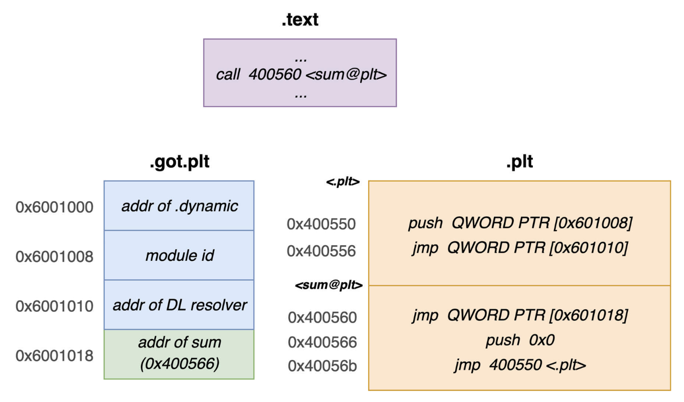 .text
...
call 400560 <sum@plt>
...
.got.plt
0x6001000
addr of .dynamic
0x6001008
module id
0x6001010
addr of DL resolver
0x6001018
addr of sum
(0x400566)
.plt
<.plt>
0x400550
push QWORD PTR [0x601008]
0x400556
jmp QWORD PTR [0x601010]
<sum@plt>
0x400560
jmp QWORD PTR [0x601018]
0x400566
push 0x0
0x40056b
jmp 400550 <.plt>